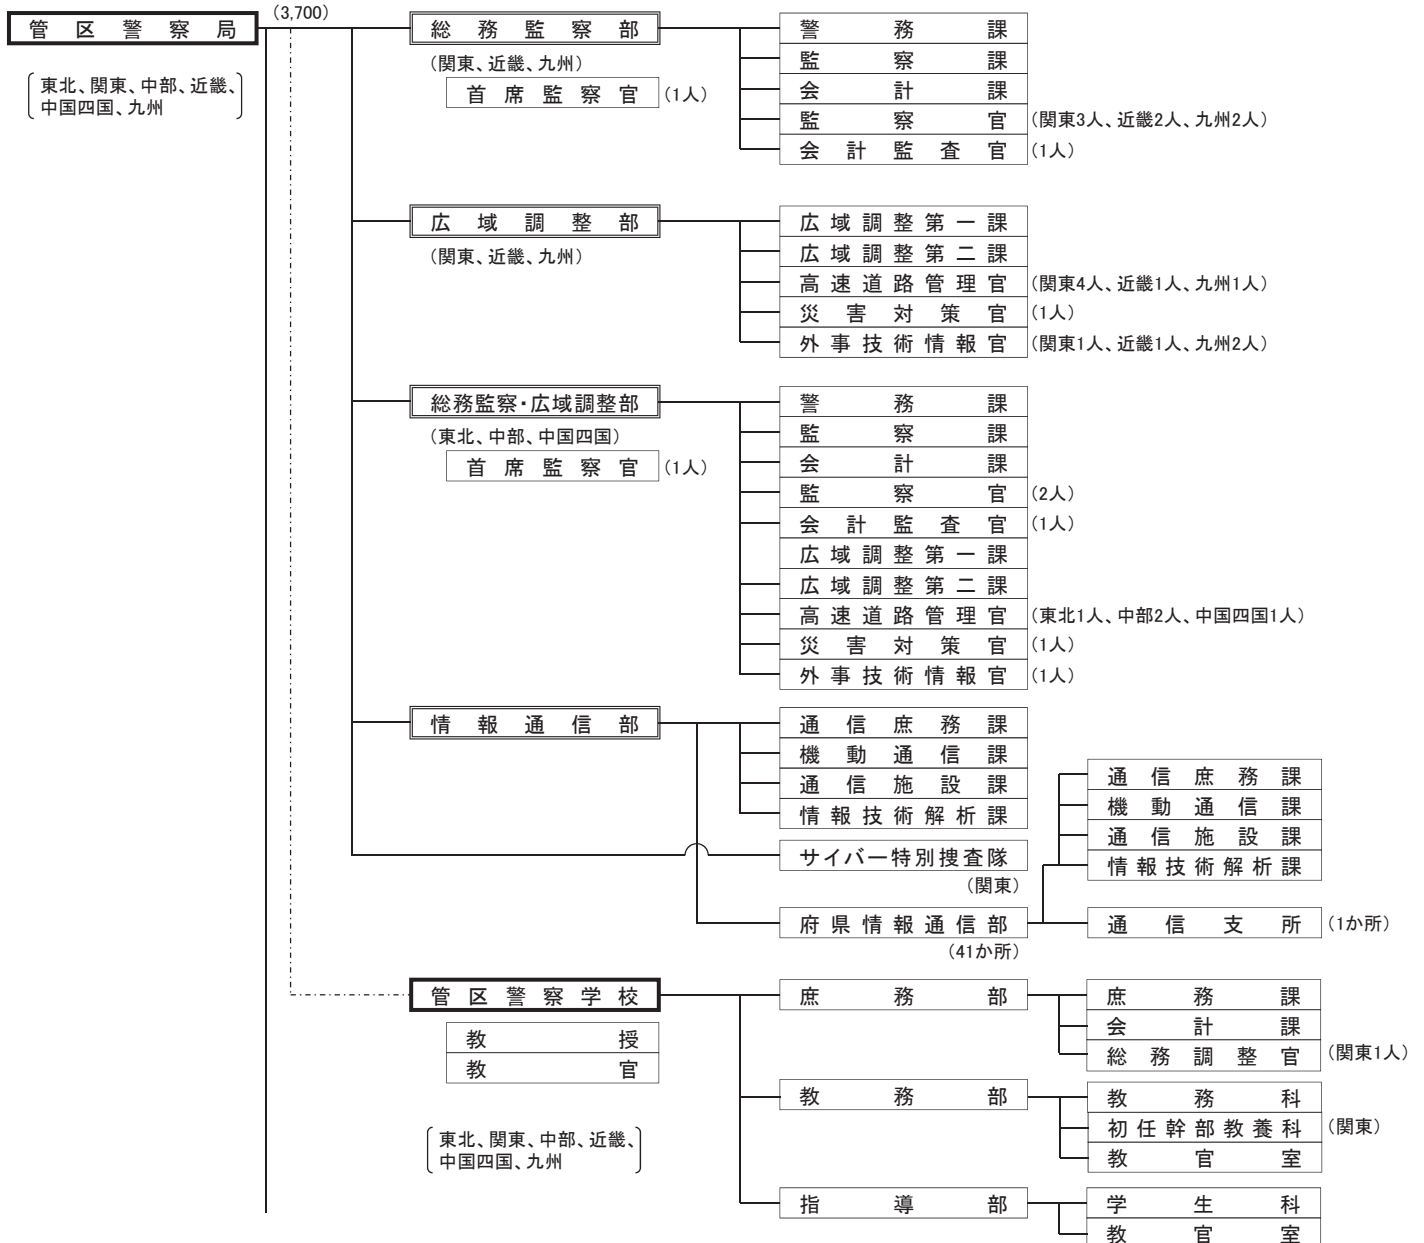 管区警察局
(3,700)
東北、関東、中部、近畿、
中国四国、九州
総務監察部
(関東、近畿、九州)
首席監察官
(1人)
警務課
監察課
会計課
監察官
(関東3人、近畿2人、九州2人)
会計監査官
(1人)
広域調整部
(関東、近畿、九州)
広域調整第一課
広域調整第二課
高速道路管理官
(関東4人、近畿1人、九州1人)
災害対策官
(1人)
外事技術情報官
(関東1人、近畿1人、九州2人)
総務監察・広域調整部
(東北、中部、中国四国)
首席監察官
(1人)
警務課
監察課
会計課
監察官
(2人)
会計監査官
(1人)
広域調整第一課
広域調整第二課
高速道路管理官
(東北1人、中部2人、中国四国1人)
災害対策官
(1人)
外事技術情報官
(1人)
情報通信部
通信庶務課
機動通信課
通信施設課
情報技術解析課
サイバー特別捜査隊
(関東)
府県情報通信部
(41か所)
通信庶務課
機動通信課
通信施設課
情報技術解析課
通信支所
(1か所)
管区警察学校
教授
教官
東北、関東、中部、近畿、
中国四国、九州
庶務部
庶務課
会計課
総務調整官
(関東1人)
教務部
教務科
初任幹部教養科
(関東)
教官室
指導部
学生科
教官室